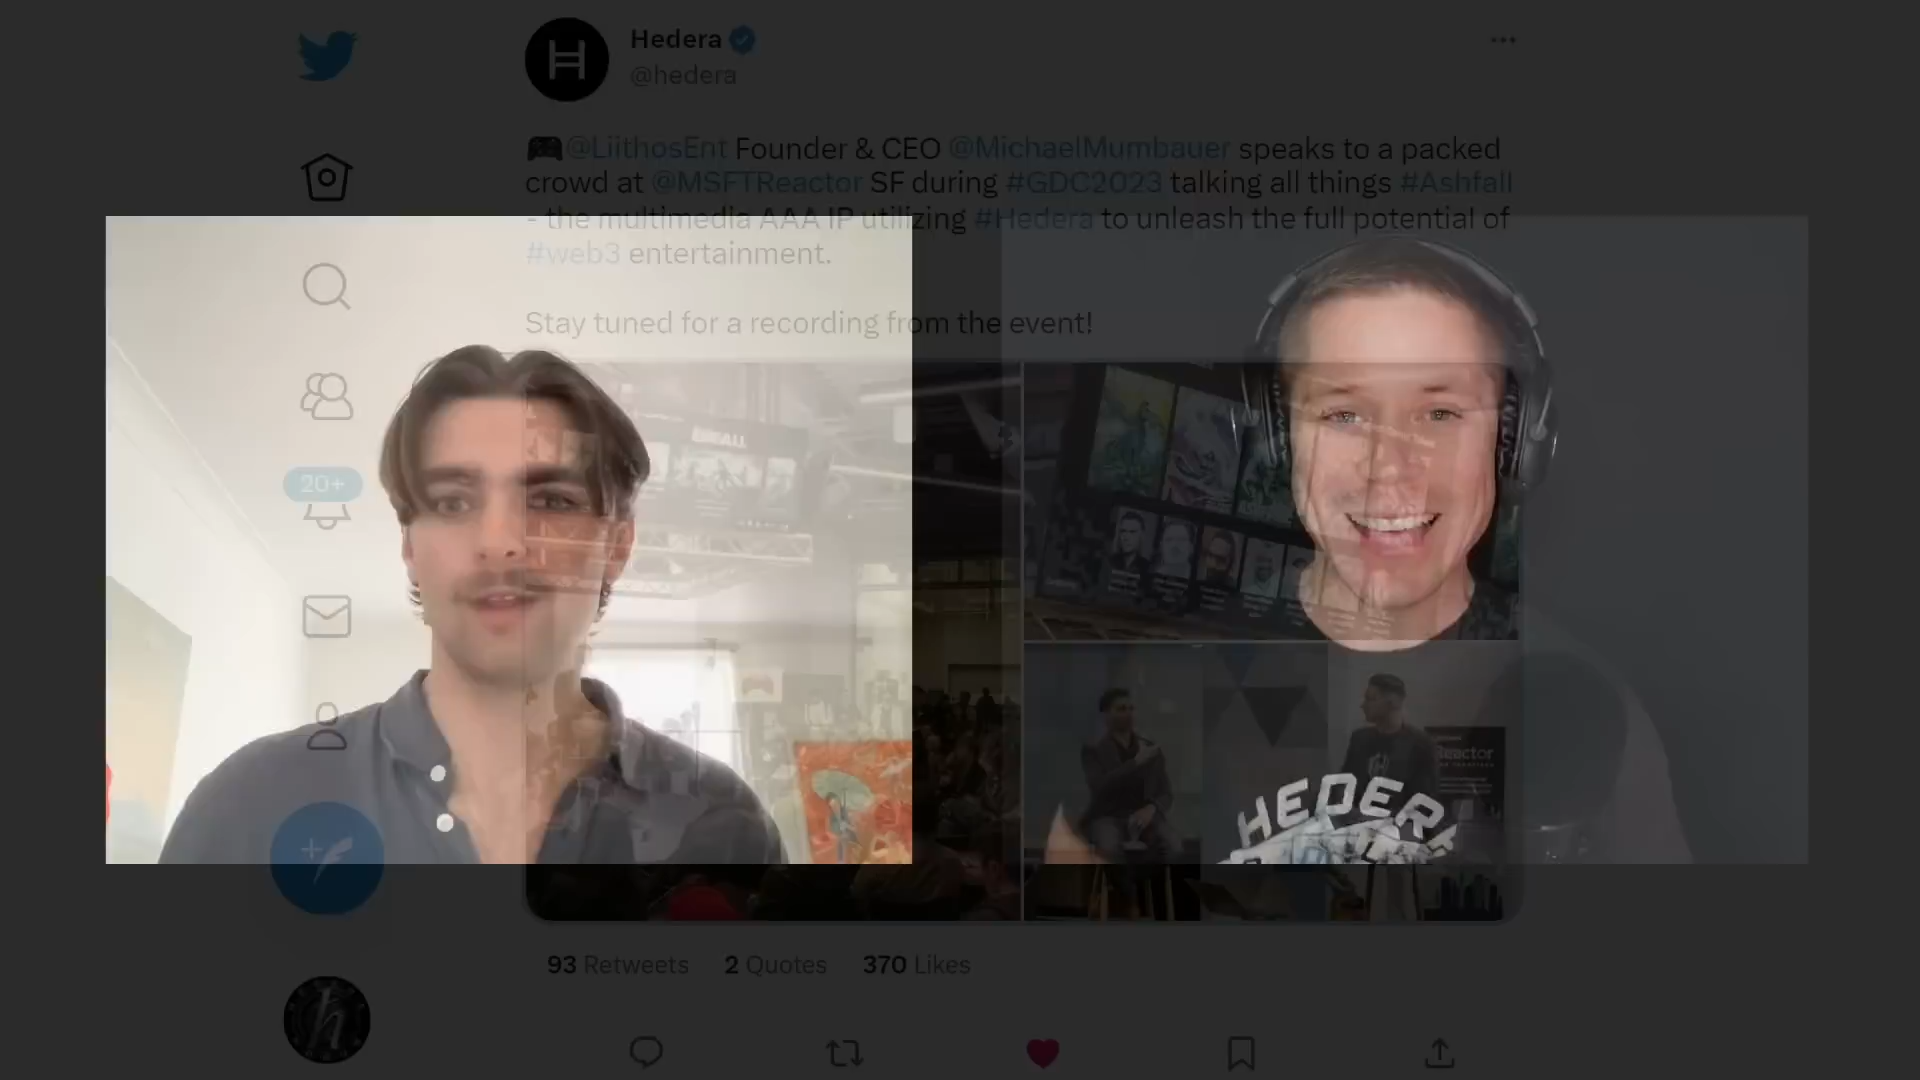 Hedera
@hedera
@LiithosEnt Founder & CEO @MichaelMumbauer speaks to a packed
crowd at @MSFTReactor SF during #GDC2023 talking all things #Ashfall
- the multimedia AAA IP utilizing #Hedera to unleash the full potential of
#web3 entertainment.
Stay tuned for a recording from the event!
20+
Reactor
HEDERA
93 Retweets 2 Quotes 370 Likes